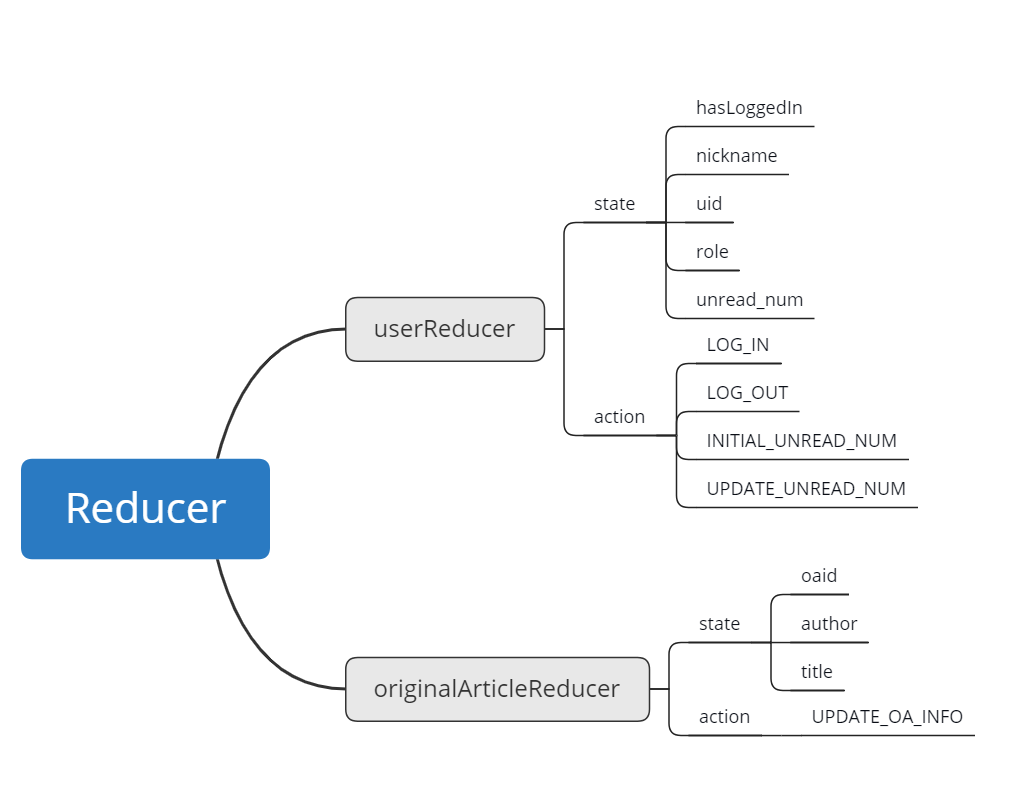 Reducer
userReducer
state
hasLoggedIn
nickname
uid
role
unread_num
action
LOG_IN
LOG_OUT
INITIAL_UNREAD_NUM
UPDATE_UNREAD_NUM
originalArticleReducer
state
oaid
author
title
action
UPDATE_OA_INFO